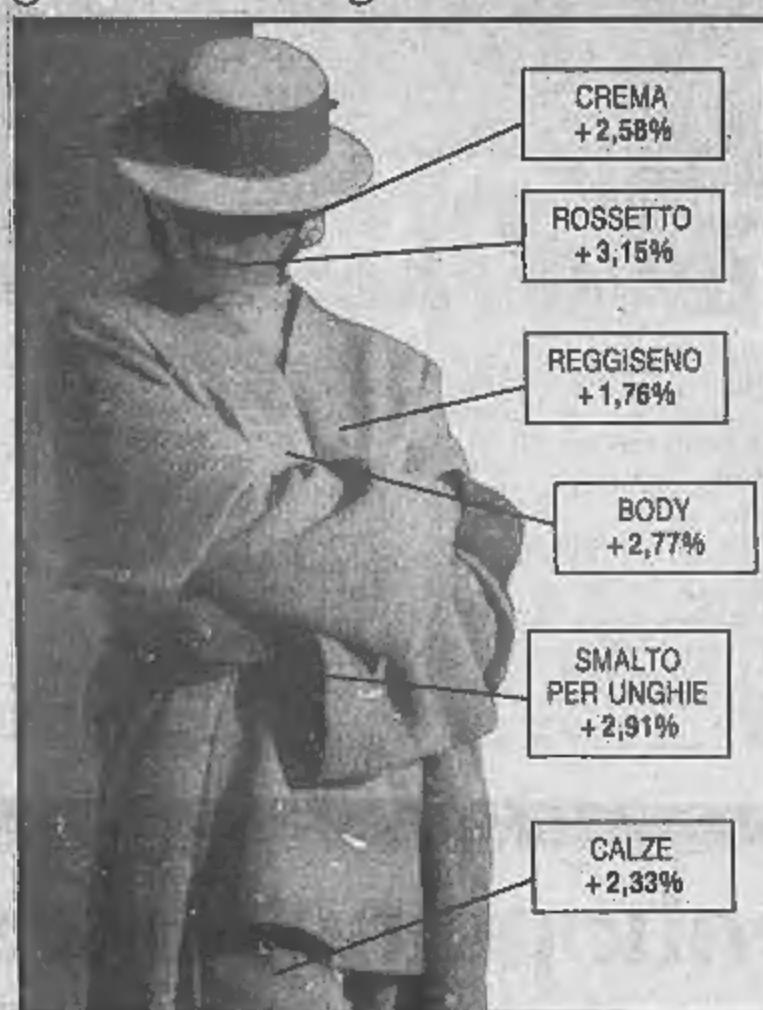 CREMA
+2,58%
ROSSETTO
+3,15%
REGGISENO
+1,76%
BODY
+2,77%
SMALTO
PER UNGHIE
+2,91%
CALZE
+2,33%